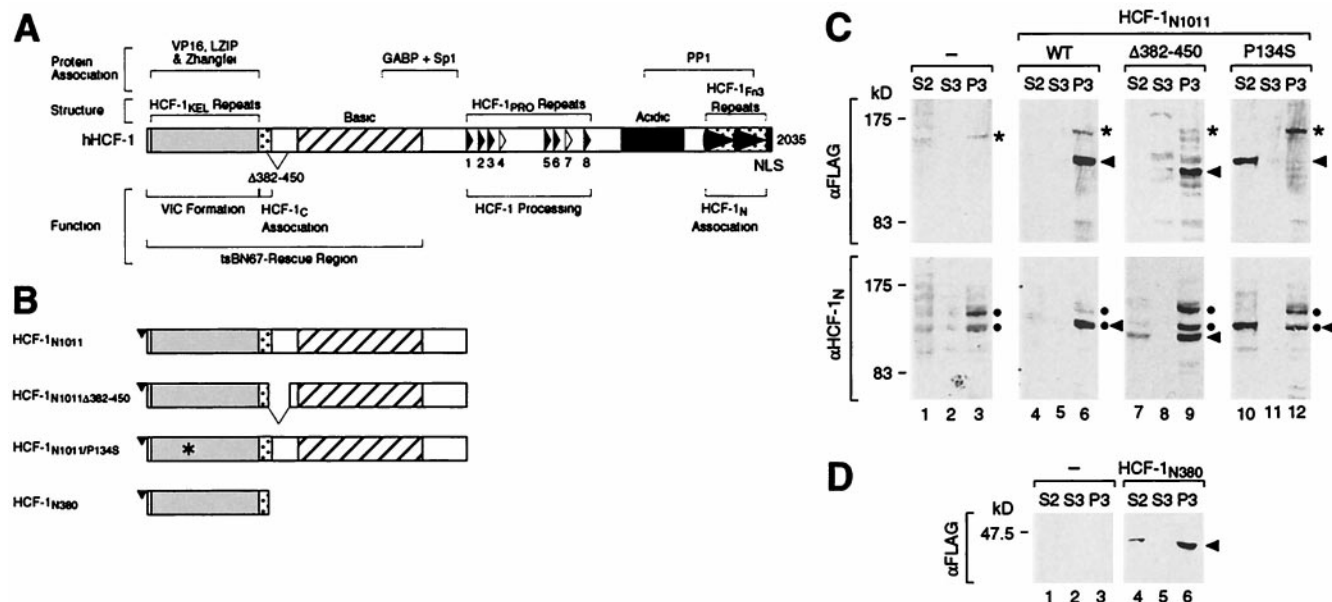 A
Protein Association
VP16, LZIP & Zhangfei
GABP + Sp1
PP1
Structure
HCF-1KEL Repeats
Basic
HCF-1PRO Repeats
Acidic
HCF-1Fn3 Repeats
hHCF-1
2035
Δ382-450
1 2 3 4 5 6 7 8
NLS
Function
VIC Formation
HCF-1C Association
HCF-1 Processing
HCF-1N Association
tsBN67-Rescue Region
B
HCF-1N1011
HCF-1N1011Δ382-450
HCF-1N1011/P134S
*
HCF-1N380
C
HCF-1N1011
– WT Δ382-450 P134S
S2 S3 P3 S2 S3 P3 S2 S3 P3 S2 S3 P3
kD
αFLAG
175
* * * *
83
αHCF-1N
175
83
1 2 3 4 5 6 7 8 9 10 11 12
D
– HCF-1N380
S2 S3 P3 S2 S3 P3
kD
αFLAG
47.5
1 2 3 4 5 6